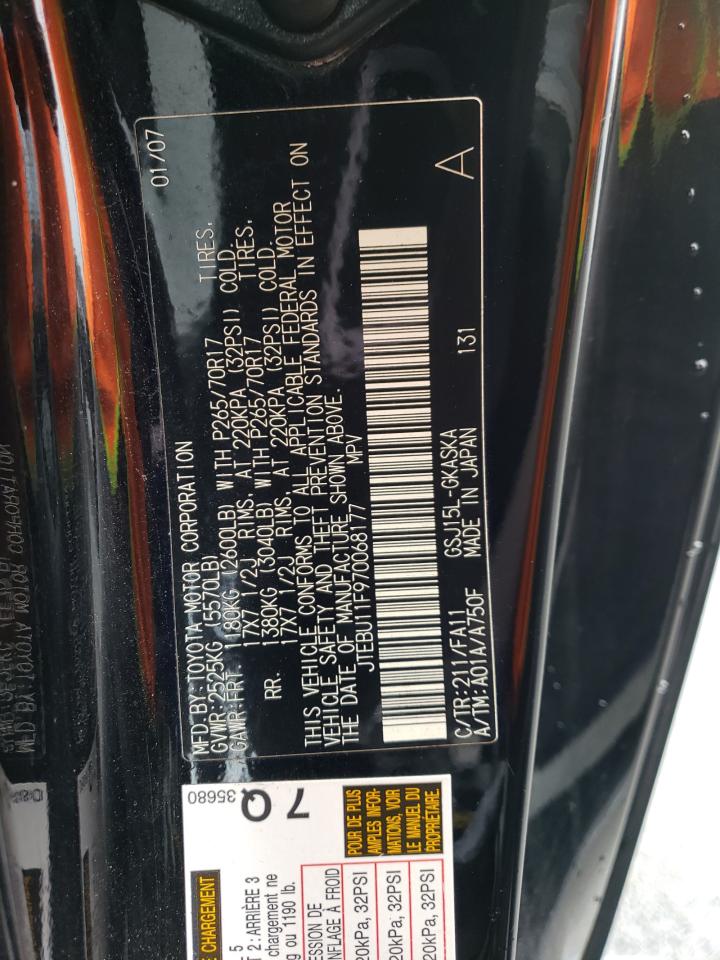 01/07
MFD. BY: TOYOTA MOTOR CORPORATION
GVWR: 2525KG (5570LB)
GAWR: FRT. 1180KG (2600LB) WITH P265/70R17 TIRES,
17X7 1/2J RIMS, AT 220KPA (32PSI) COLD.
RR. 1380KG (3040LB) WITH P265/70R17 TIRES,
17X7 1/2J RIMS, AT 220KPA (32PSI) COLD.
THIS VEHICLE CONFORMS TO ALL APPLICABLE FEDERAL MOTOR
VEHICLE SAFETY AND THEFT PREVENTION STANDARDS IN EFFECT ON
THE DATE OF MANUFACTURE SHOWN ABOVE.
JTEBU11F970068177 MPV
C/TR: 211/FA11 GSJ15L-GKASKA
A/TM: A01A/A750F MADE IN JAPAN 131 A
35680
7 Q
CHARGEMENT
5
2: ARRIÈRE 3
chargement ne
ou 1190 lb.
POUR DE PLUS
AMPLES INFOR-
MATIONS, VOIR
LE MANUEL DU
PROPRIÉTAIRE.
DE
À FROID
20kPa, 32PSI
20kPa, 32PSI
20kPa, 32PSI